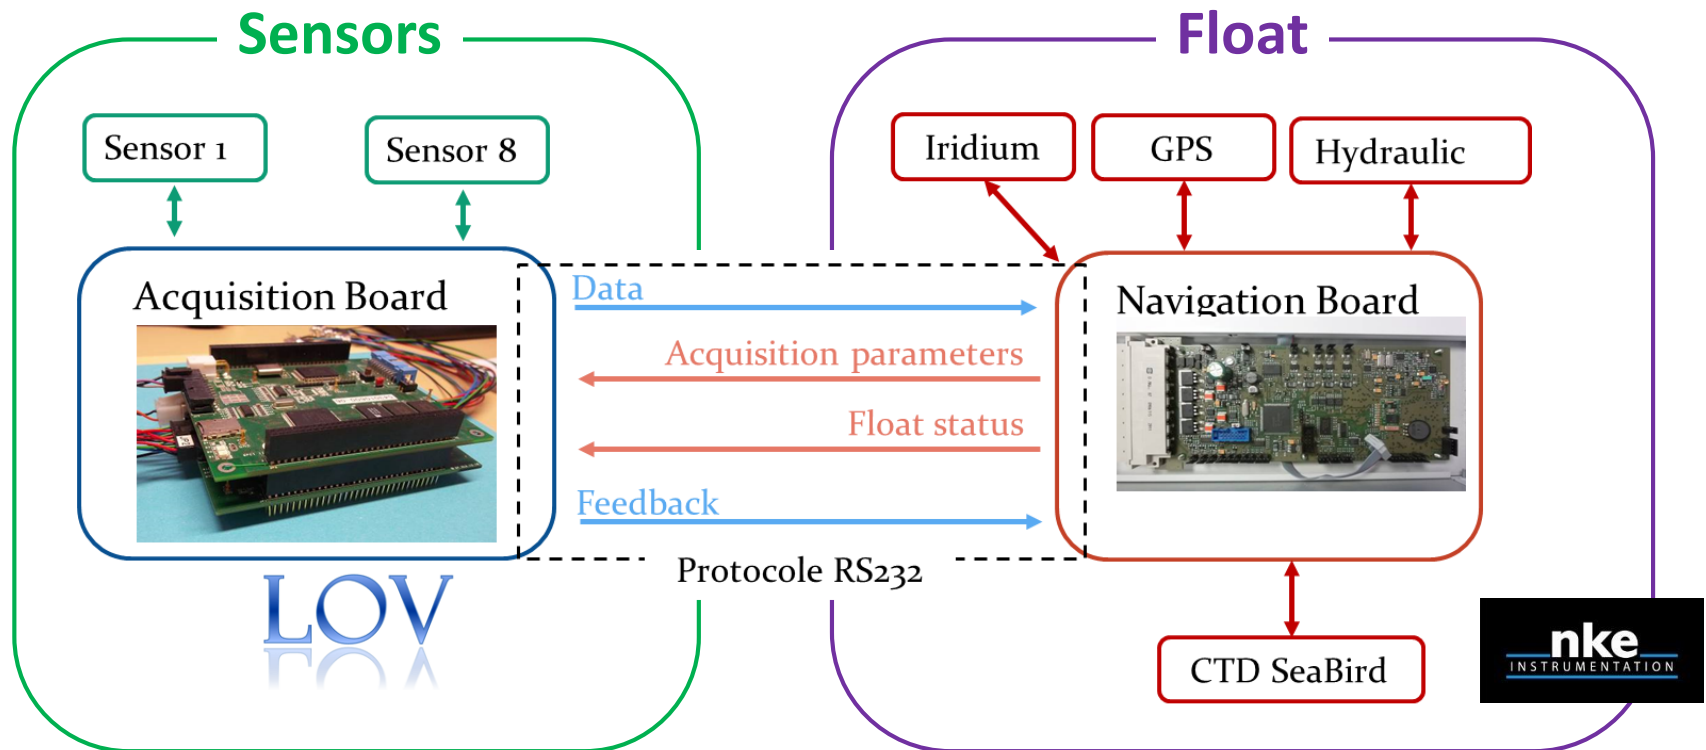 Sensors
Float
Sensor 1
Sensor 8
Iridium
GPS
Hydraulic
Acquisition Board
Data
Acquisition parameters
Float status
Feedback
Protocole RS232
Navigation Board
LOV
CTD SeaBird
nke
INSTRUMENTATION